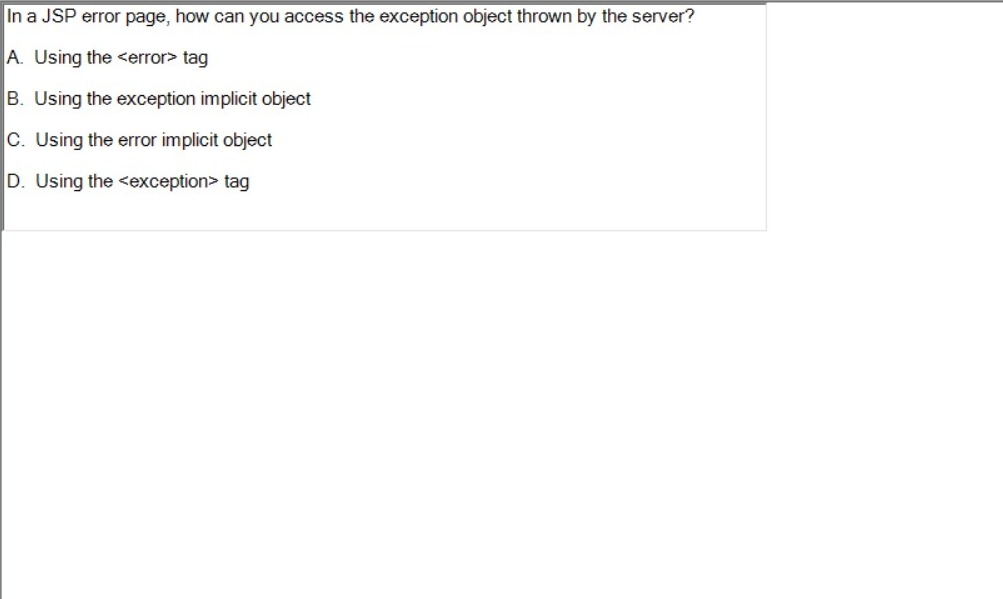 In a JSP error page, how can you access the exception object thrown by the server?
A. Using the <error> tag
B. Using the exception implicit object
C. Using the error implicit object
D. Using the <exception> tag